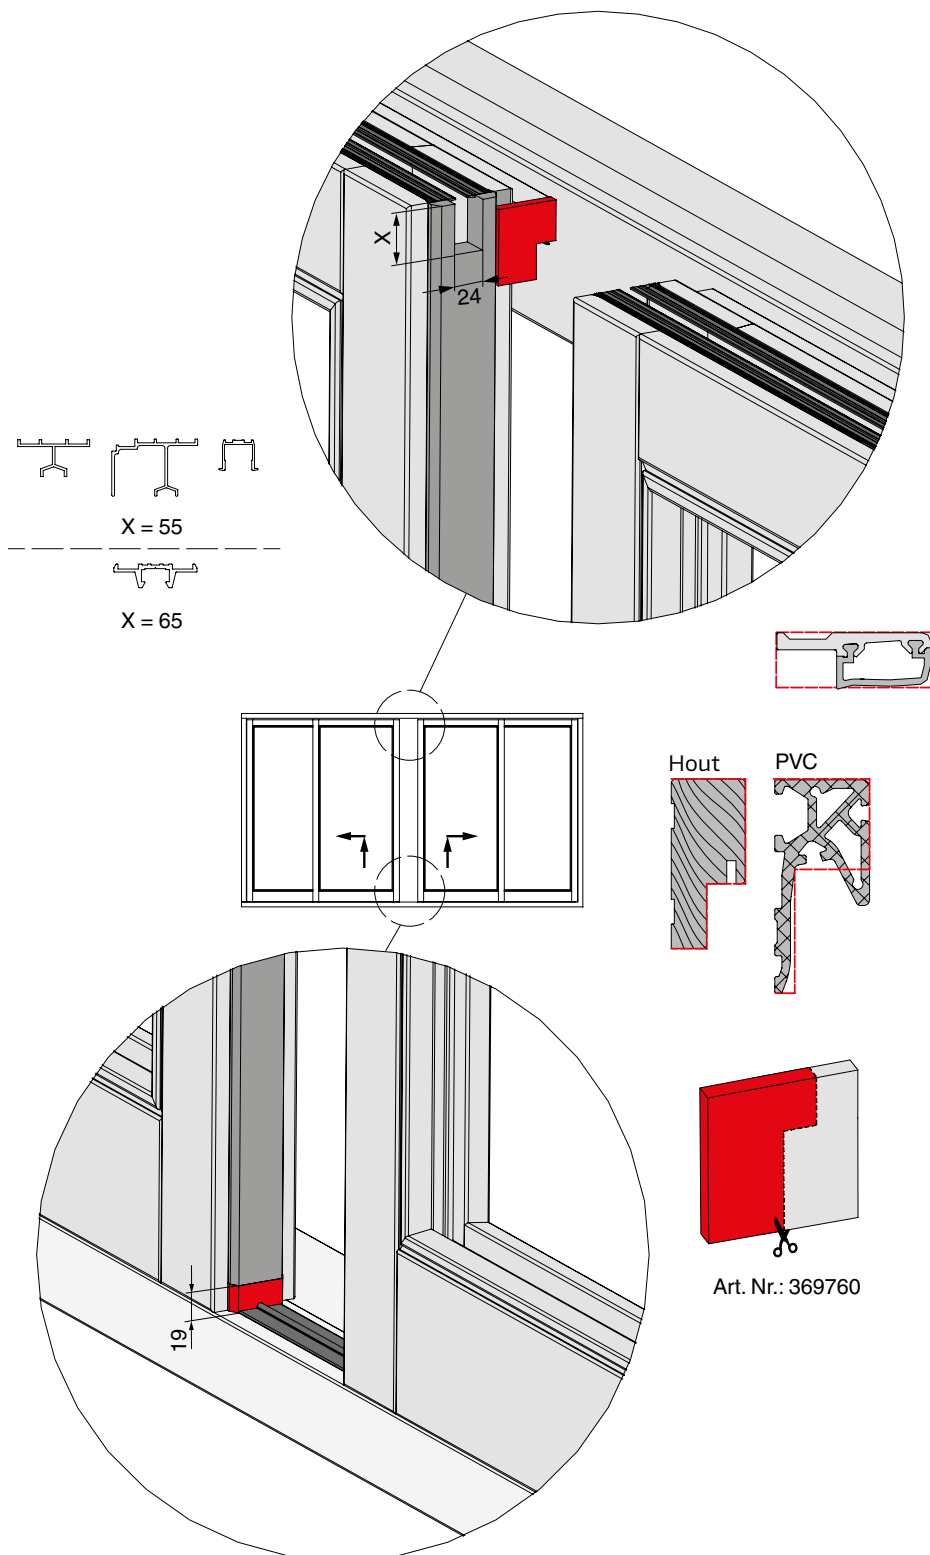 X
24
X = 55
X = 65
Hout
PVC
19
Art. Nr.: 369760